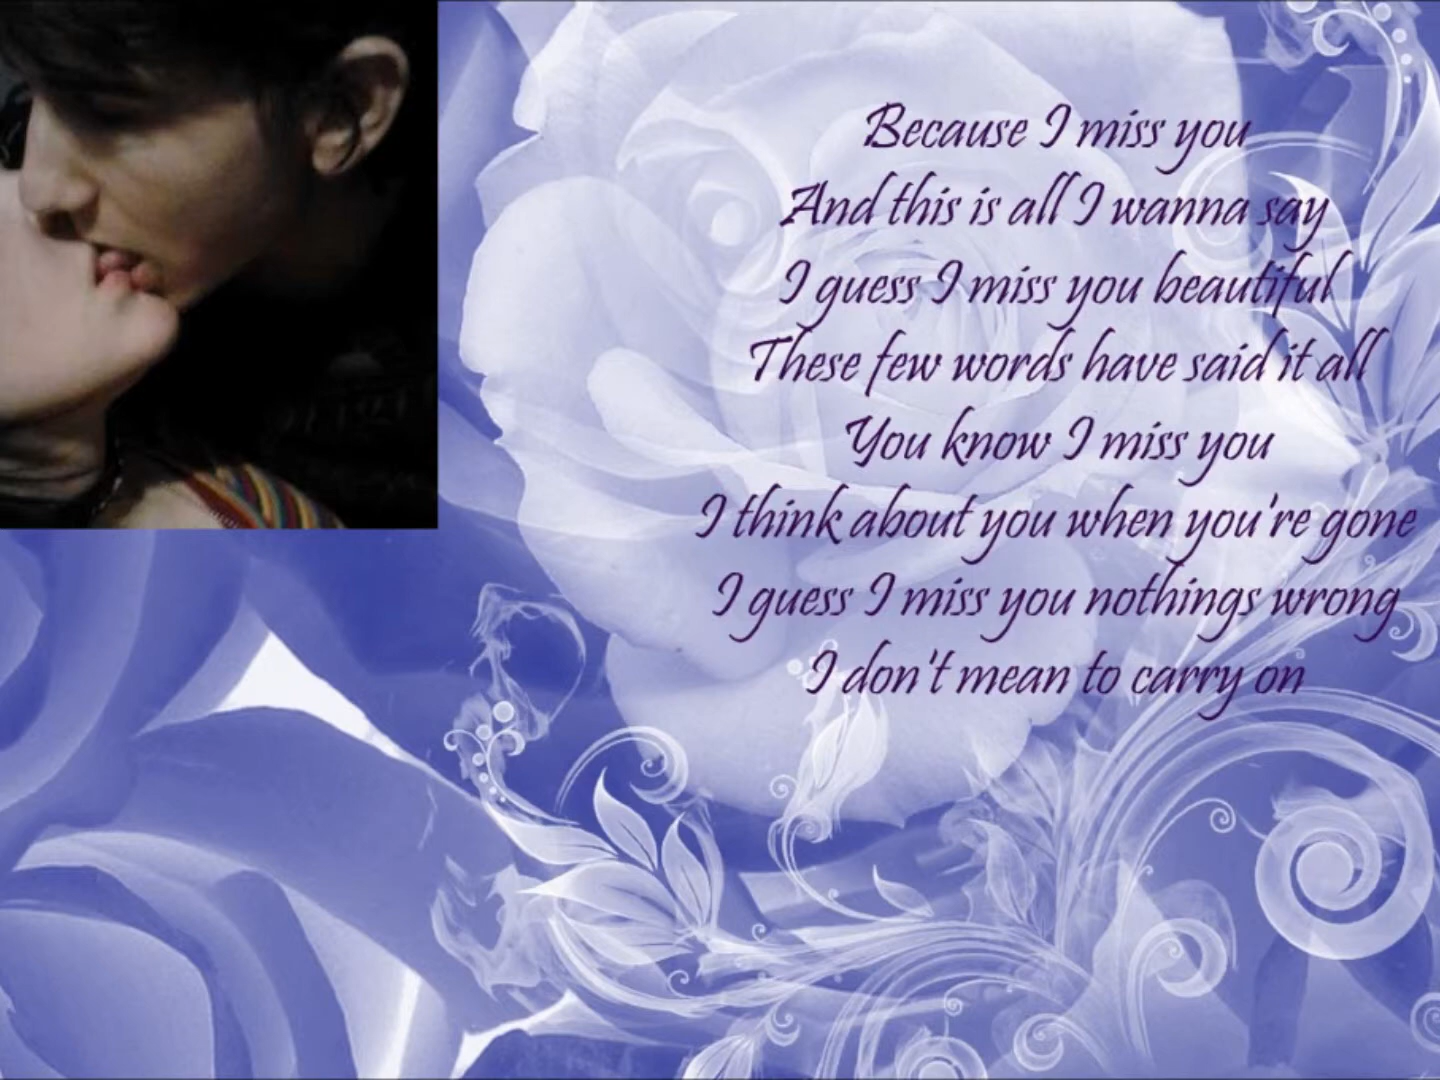 Because I miss you
And this is all I wanna say
I guess I miss you beautiful
These few words have said it all
You know I miss you
I think about you when you're gone
I guess I miss you nothings wrong
I don't mean to carry on